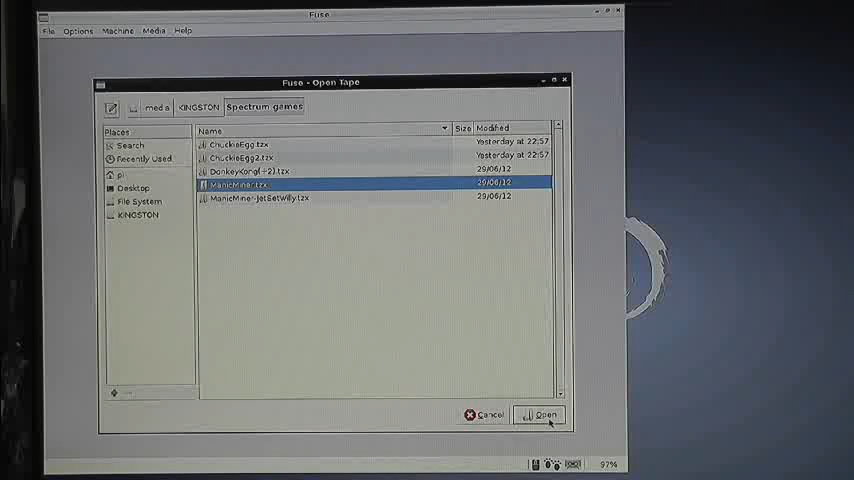 Fuse
File Options Machine Media Help
Fuse - Open Tape
media KINGSTON Spectrum games
Places Name Size Modified
Search ChuckieEgg.tzx Yesterday at 22:57
Recently Used ChuckieEgg2.tzx Yesterday at 22:57
pi DonkeyKong(+2).tzx 29/06/12
Desktop ManicMiner.tzx 29/06/12
File System ManicMiner-JetSetWilly.tzx 29/06/12
KINGSTON
Cancel Open
97%